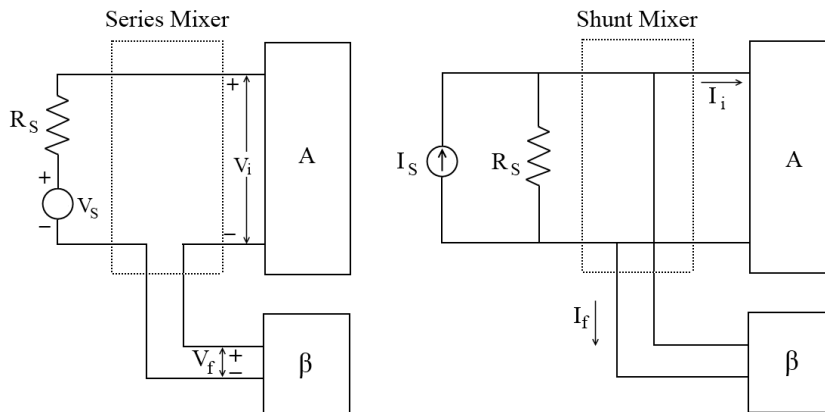 Series Mixer
+
R_S
+
V_i
A
V_S
−
−
V_f
+
−
β
Shunt Mixer
I_i
I_S
R_S
A
I_f
β